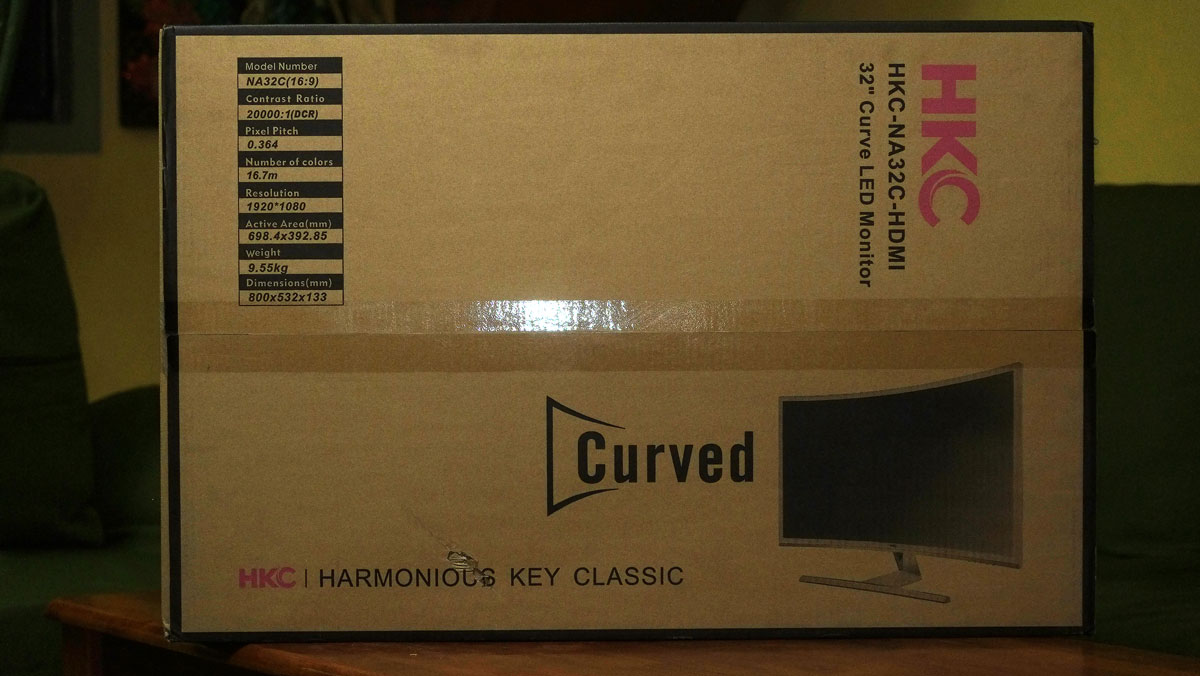 Model Number
NA32C(16:9)
Contrast Ratio
20000:1(DCR)
Pixel Pitch
0.364
Number of colors
16.7m
Resolution
1920*1080
Active Area(mm)
698.4x392.85
Weight
9.55kg
Dimensions(mm)
800x532x133
HKC
HKC-NA32C-HDMI
32" Curve LED Monitor
Curved
HKC | HARMONIOUS KEY CLASSIC